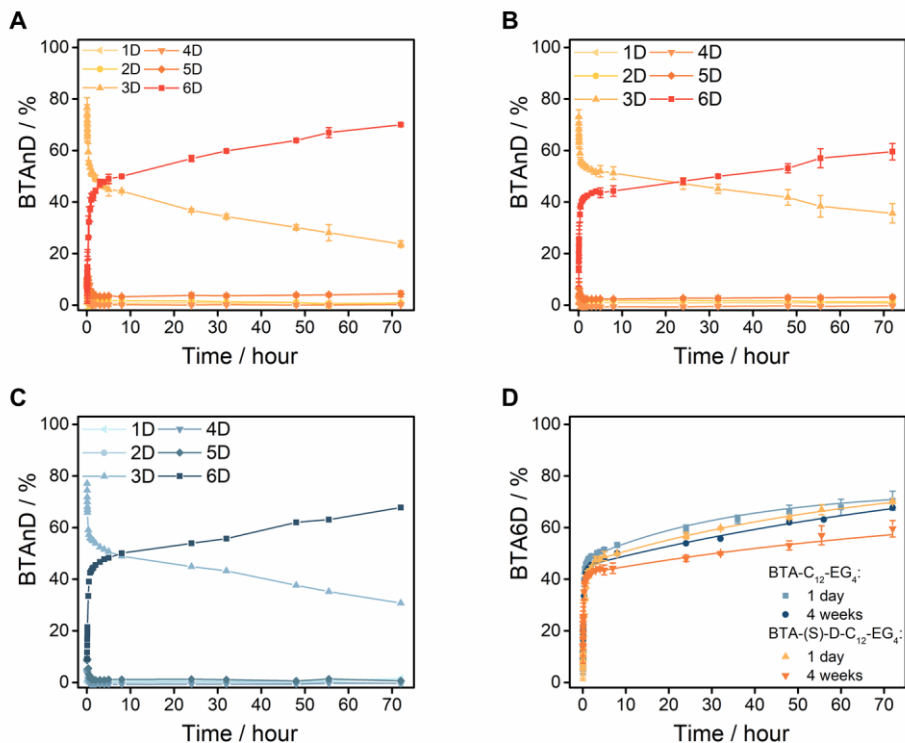 A
BTAnD / %
100
80
60
40
20
0
1D 4D
2D 5D
3D 6D
0 10 20 30 40 50 60 70
Time / hour
B
BTAnD / %
100
80
60
40
20
0
1D 4D
2D 5D
3D 6D
0 10 20 30 40 50 60 70
Time / hour
C
BTAnD / %
100
80
60
40
20
0
1D 4D
2D 5D
3D 6D
0 10 20 30 40 50 60 70
Time / hour
D
BTA6D / %
100
80
60
40
20
0
BTA-C₁₂-EG₄:
1 day
4 weeks
BTA-(S)-D-C₁₂-EG₄:
1 day
4 weeks
0 10 20 30 40 50 60 70
Time / hour